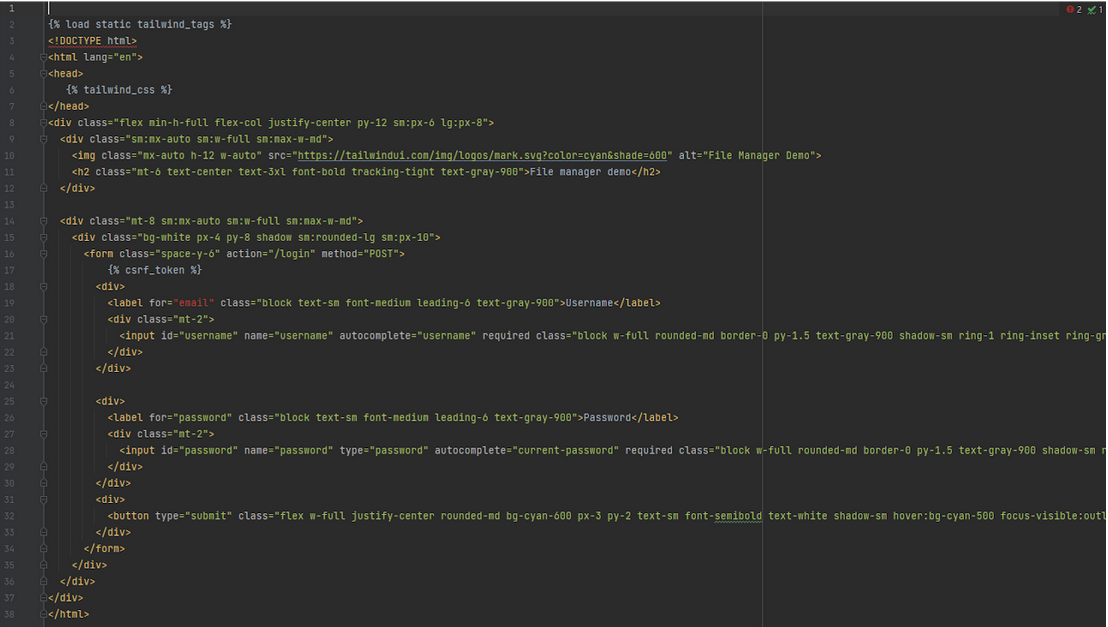 2 1
1
2 {% load static tailwind_tags %}
3 <!DOCTYPE html>
4 <html lang="en">
5 <head>
6 {% tailwind_css %}
7 </head>
8 <div class="flex min-h-full flex-col justify-center py-12 sm:px-6 lg:px-8">
9 <div class="sm:mx-auto sm:w-full sm:max-w-md">
10 <img class="mx-auto h-12 w-auto" src="https://tailwindui.com/img/logos/mark.svg?color=cyan&shade=600" alt="File Manager Demo">
11 <h2 class="mt-6 text-center text-3xl font-bold tracking-tight text-gray-900">File manager demo</h2>
12 </div>
13
14 <div class="mt-8 sm:mx-auto sm:w-full sm:max-w-md">
15 <div class="bg-white px-4 py-8 shadow sm:rounded-lg sm:px-10">
16 <form class="space-y-6" action="/login" method="POST">
17 {% csrf_token %}
18 <div>
19 <label for="email" class="block text-sm font-medium leading-6 text-gray-900">Username</label>
20 <div class="mt-2">
21 <input id="username" name="username" autocomplete="username" required class="block w-full rounded-md border-0 py-1.5 text-gray-900 shadow-sm ring-1 ring-inset ring-gr
22 </div>
23 </div>
24
25 <div>
26 <label for="password" class="block text-sm font-medium leading-6 text-gray-900">Password</label>
27 <div class="mt-2">
28 <input id="password" name="password" type="password" autocomplete="current-password" required class="block w-full rounded-md border-0 py-1.5 text-gray-900 shadow-sm r
29 </div>
30 </div>
31 <div>
32 <button type="submit" class="flex w-full justify-center rounded-md bg-cyan-600 px-3 py-2 text-sm font-semibold text-white shadow-sm hover:bg-cyan-500 focus-visible:outl
33 </div>
34 </form>
35 </div>
36 </div>
37 </div>
38 </html>